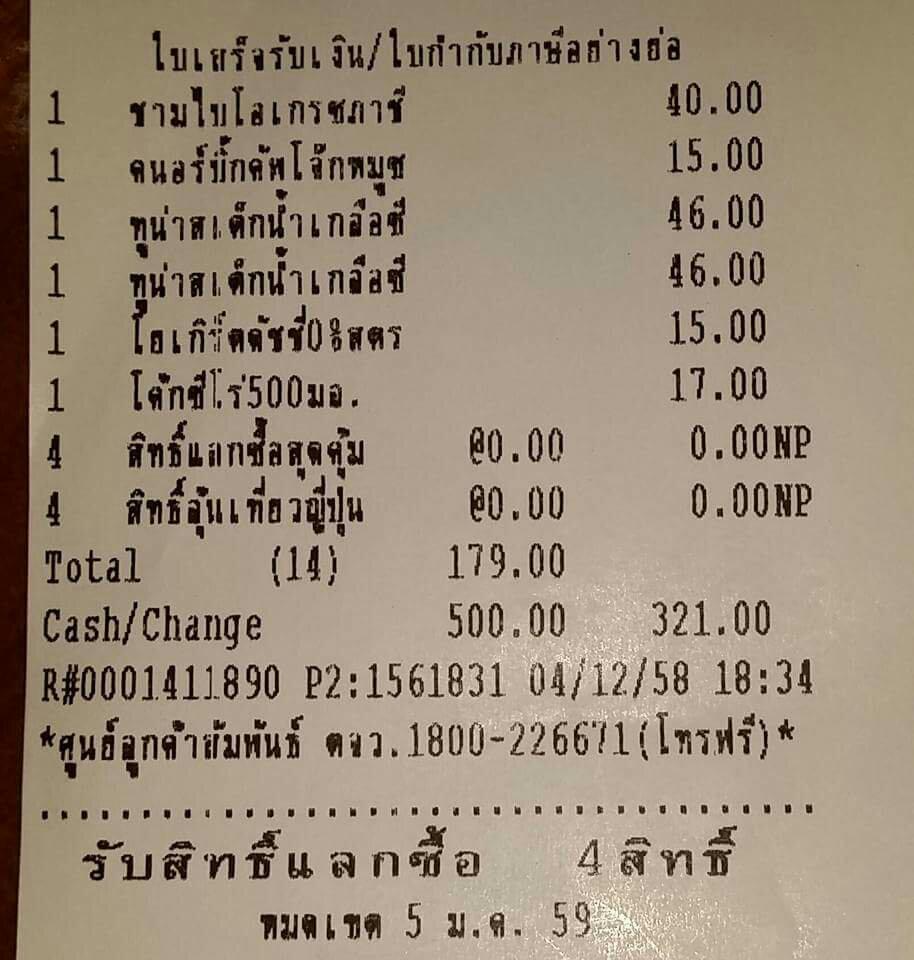 ใบเสร็จรับเงิน/ใบกำกับภาษีอย่างย่อ
1 ชามไบโอเกรซภาชี 40.00
1 คนอร์บิ๊กคัพโจ๊กหมูซ 15.00
1 ทูน่าสเต็กน้ำเกลือซี 46.00
1 ทูน่าสเต็กน้ำเกลือซี 46.00
1 โยเกิร์ตดัชชี่0%สตร 15.00
1 โค้กซีโร่500มล. 17.00
4 สิทธิ์แลกซื้อสุดคุ้ม @0.00 0.00NP
4 สิทธิ์ลุ้นเที่ยวญี่ปุ่น @0.00 0.00NP
Total (14) 179.00
Cash/Change 500.00 321.00
R#0001411890 P2:1561831 04/12/58 18:34
*ศูนย์ลูกค้าสัมพันธ์ ตจว.1800-226671(โทรฟรี)*
รับสิทธิ์แลกซื้อ 4 สิทธิ์
หมดเขต 5 ม.ค. 59